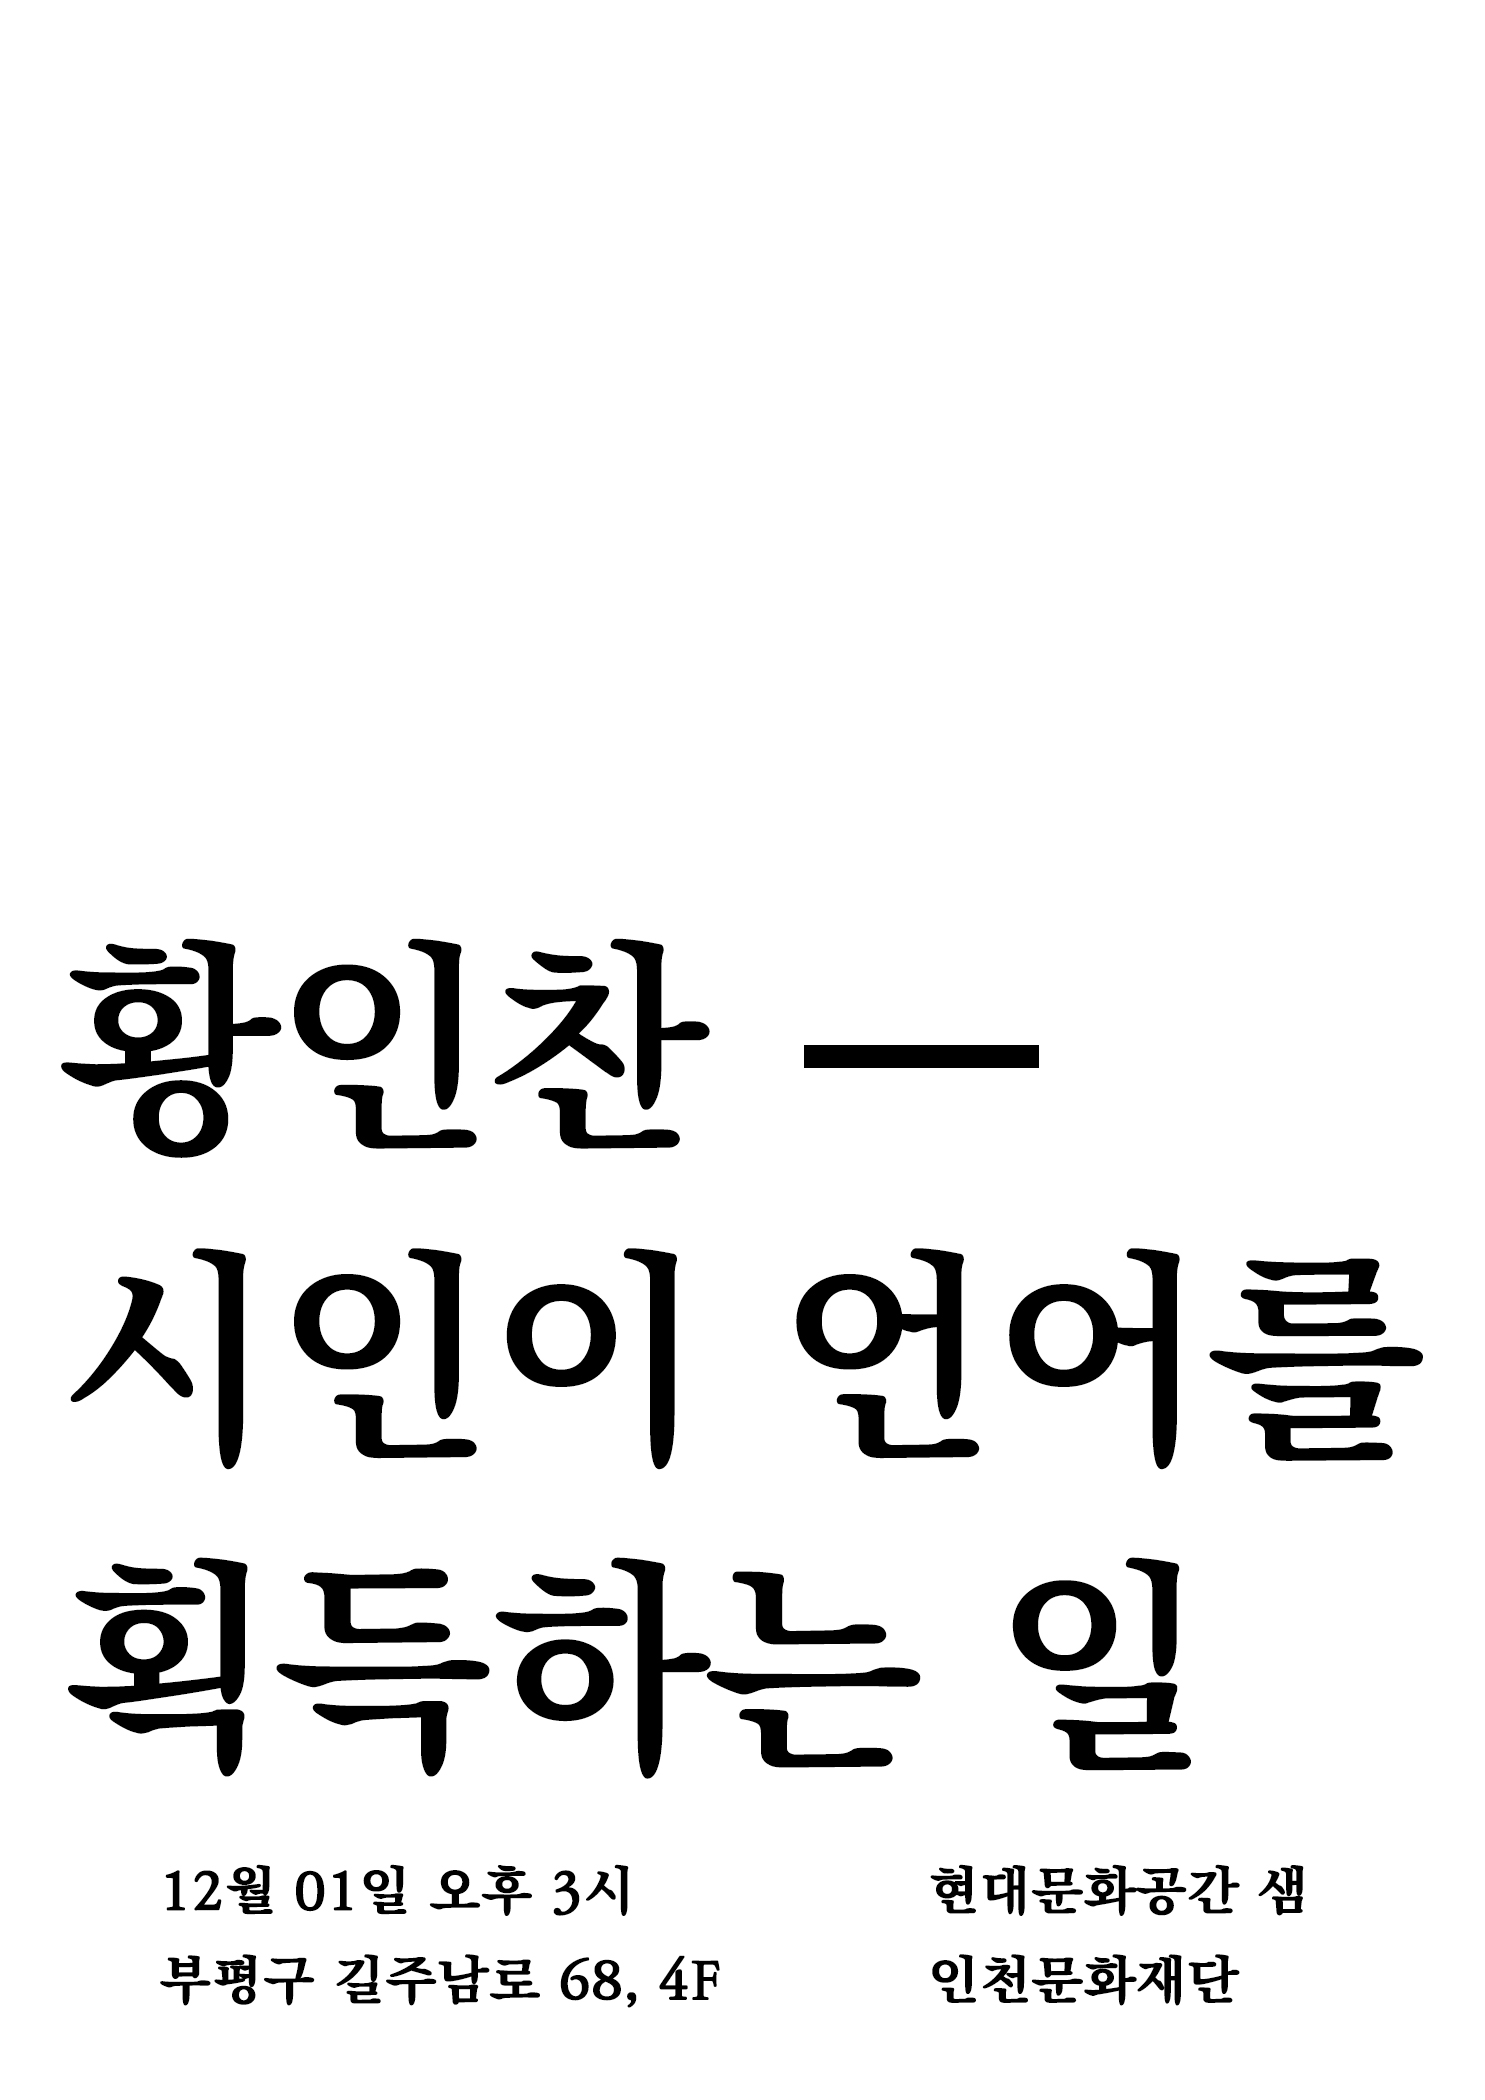 황인찬 —
시인이 언어를
획득하는 일
12월 01일 오후 3시
부평구 길주남로 68, 4F
현대문화공간 샘
인천문화재단